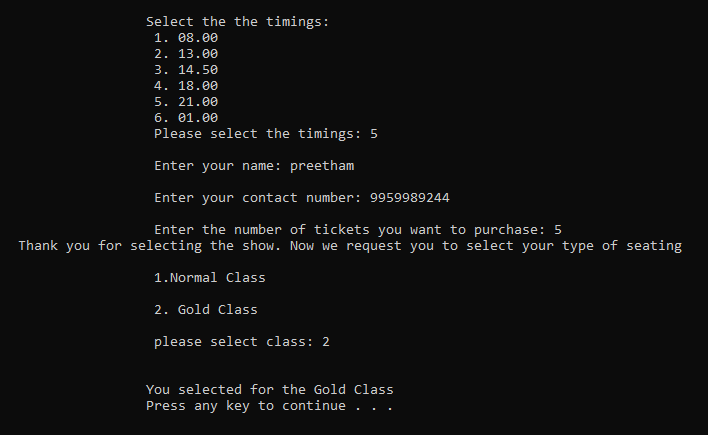 Select the the timings:
1. 08.00
2. 13.00
3. 14.50
4. 18.00
5. 21.00
6. 01.00
Please select the timings: 5
Enter your name: preetham
Enter your contact number: 9959989244
Enter the number of tickets you want to purchase: 5
Thank you for selecting the show. Now we request you to select your type of seating
1.Normal Class
2. Gold Class
please select class: 2
You selected for the Gold Class
Press any key to continue . . .